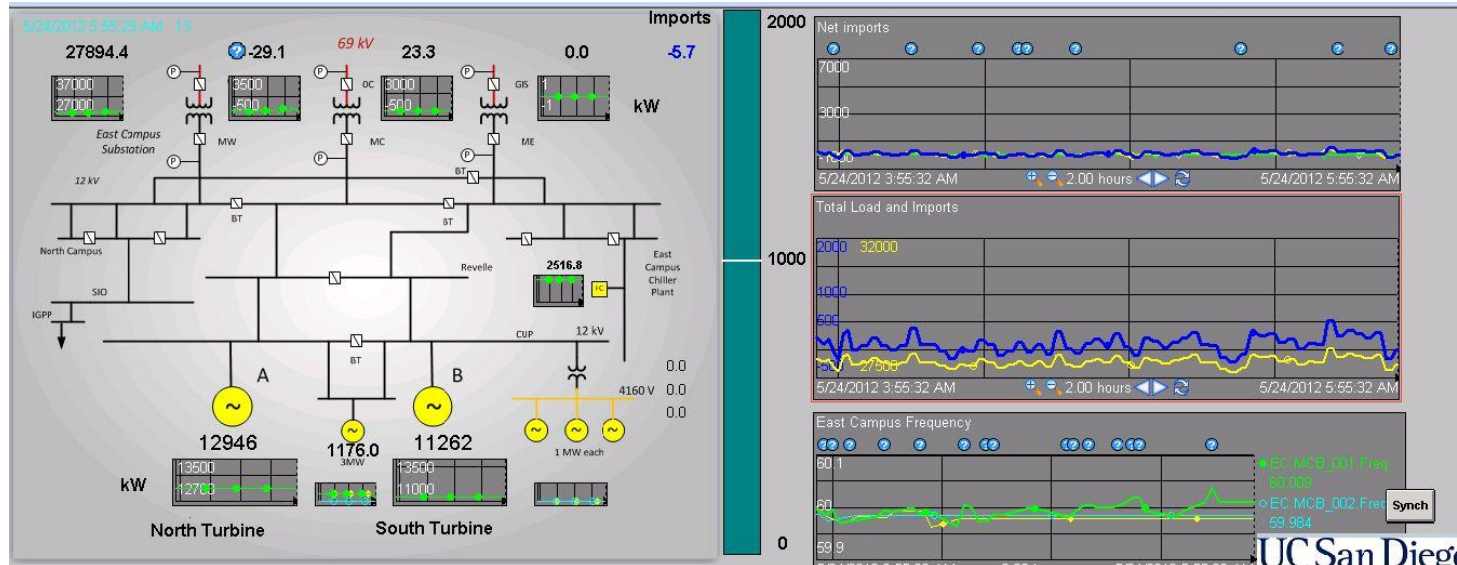 5/24/2012 5:55:29 AM 13
Imports
27894.4
-29.1
69 kV
23.3
0.0
-5.7
37000
27000
3500
-500
OC
3000
-500
GIS
1
-1
kW
East Campus
Substation
MW
MC
ME
P
P
P
P
P
P
BT
12 kV
BT
BT
North Campus
Revelle
East
Campus
Chiller
Plant
2516.8
FC
SIO
IGPP
CUP
12 kV
BT
A
B
4160 V
0.0
0.0
0.0
12946
1176.0
3MW
11262
1 MW each
kW
13500
12700
13500
11000
North Turbine
South Turbine
2000
1000
0
Net imports
7000
3000
-1000
5/24/2012 3:55:32 AM
2.00 hours
5/24/2012 5:55:32 AM
Total Load and Imports
2000 32000
1000
500
-500 27500
5/24/2012 3:55:32 AM
2.00 hours
5/24/2012 5:55:32 AM
East Campus Frequency
60.1
60
59.9
EC.MCB_001.Freq
60.009
EC.MCB_002.Freq
59.984
Synch
UC San Diego